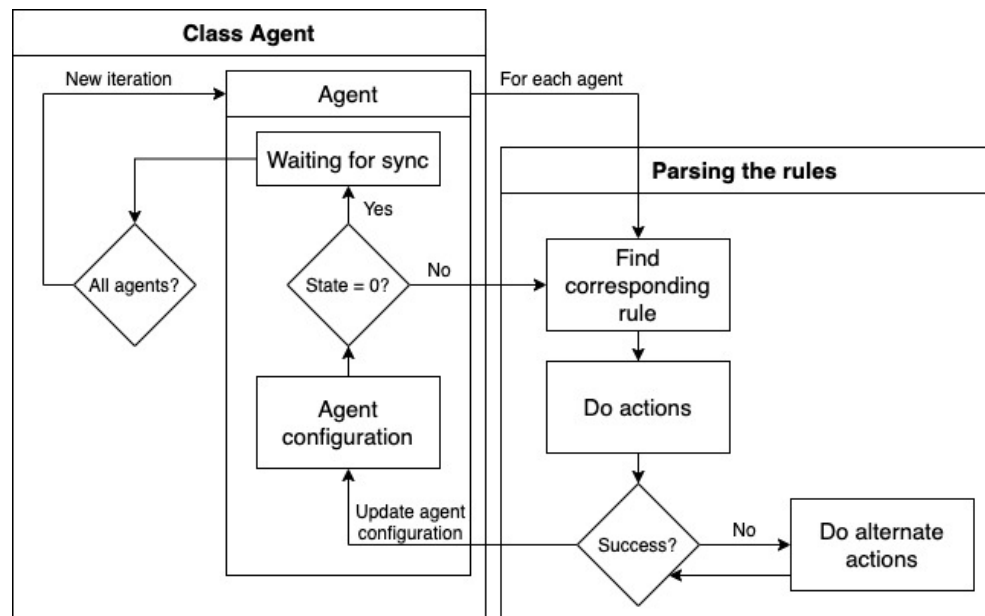 Class Agent
New iteration
Agent
For each agent
Waiting for sync
Parsing the rules
Yes
All agents?
State = 0?
No
Find
corresponding
rule
Agent
configuration
Do actions
Update agent
configuration
Success?
No
Do alternate
actions